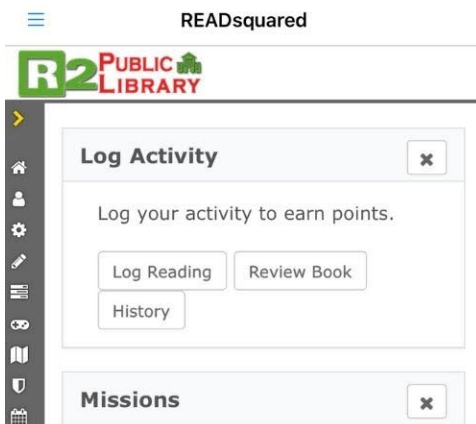 READsquared
R2 PUBLIC
LIBRARY
Log Activity
Log your activity to earn points.
Log Reading Review Book
History
Missions